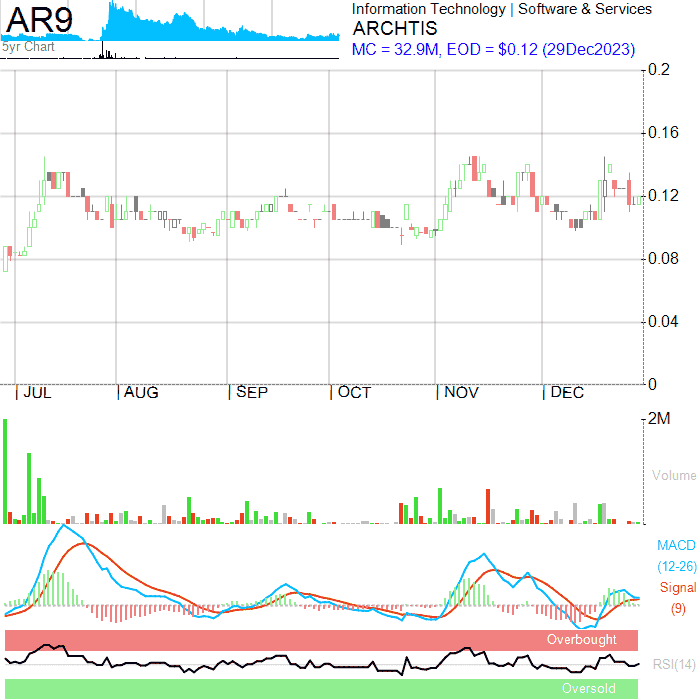 AR9
5yr Chart
Information Technology | Software & Services
ARCHTIS
MC = 32.9M, EOD = $0.12 (29Dec2023)
0.2
0.16
0.12
0.08
0.04
0
| JUL | AUG | SEP | OCT | NOV | DEC
2M
Volume
MACD
(12-26)
Signal
(9)
Overbought
RSI(14)
Oversold